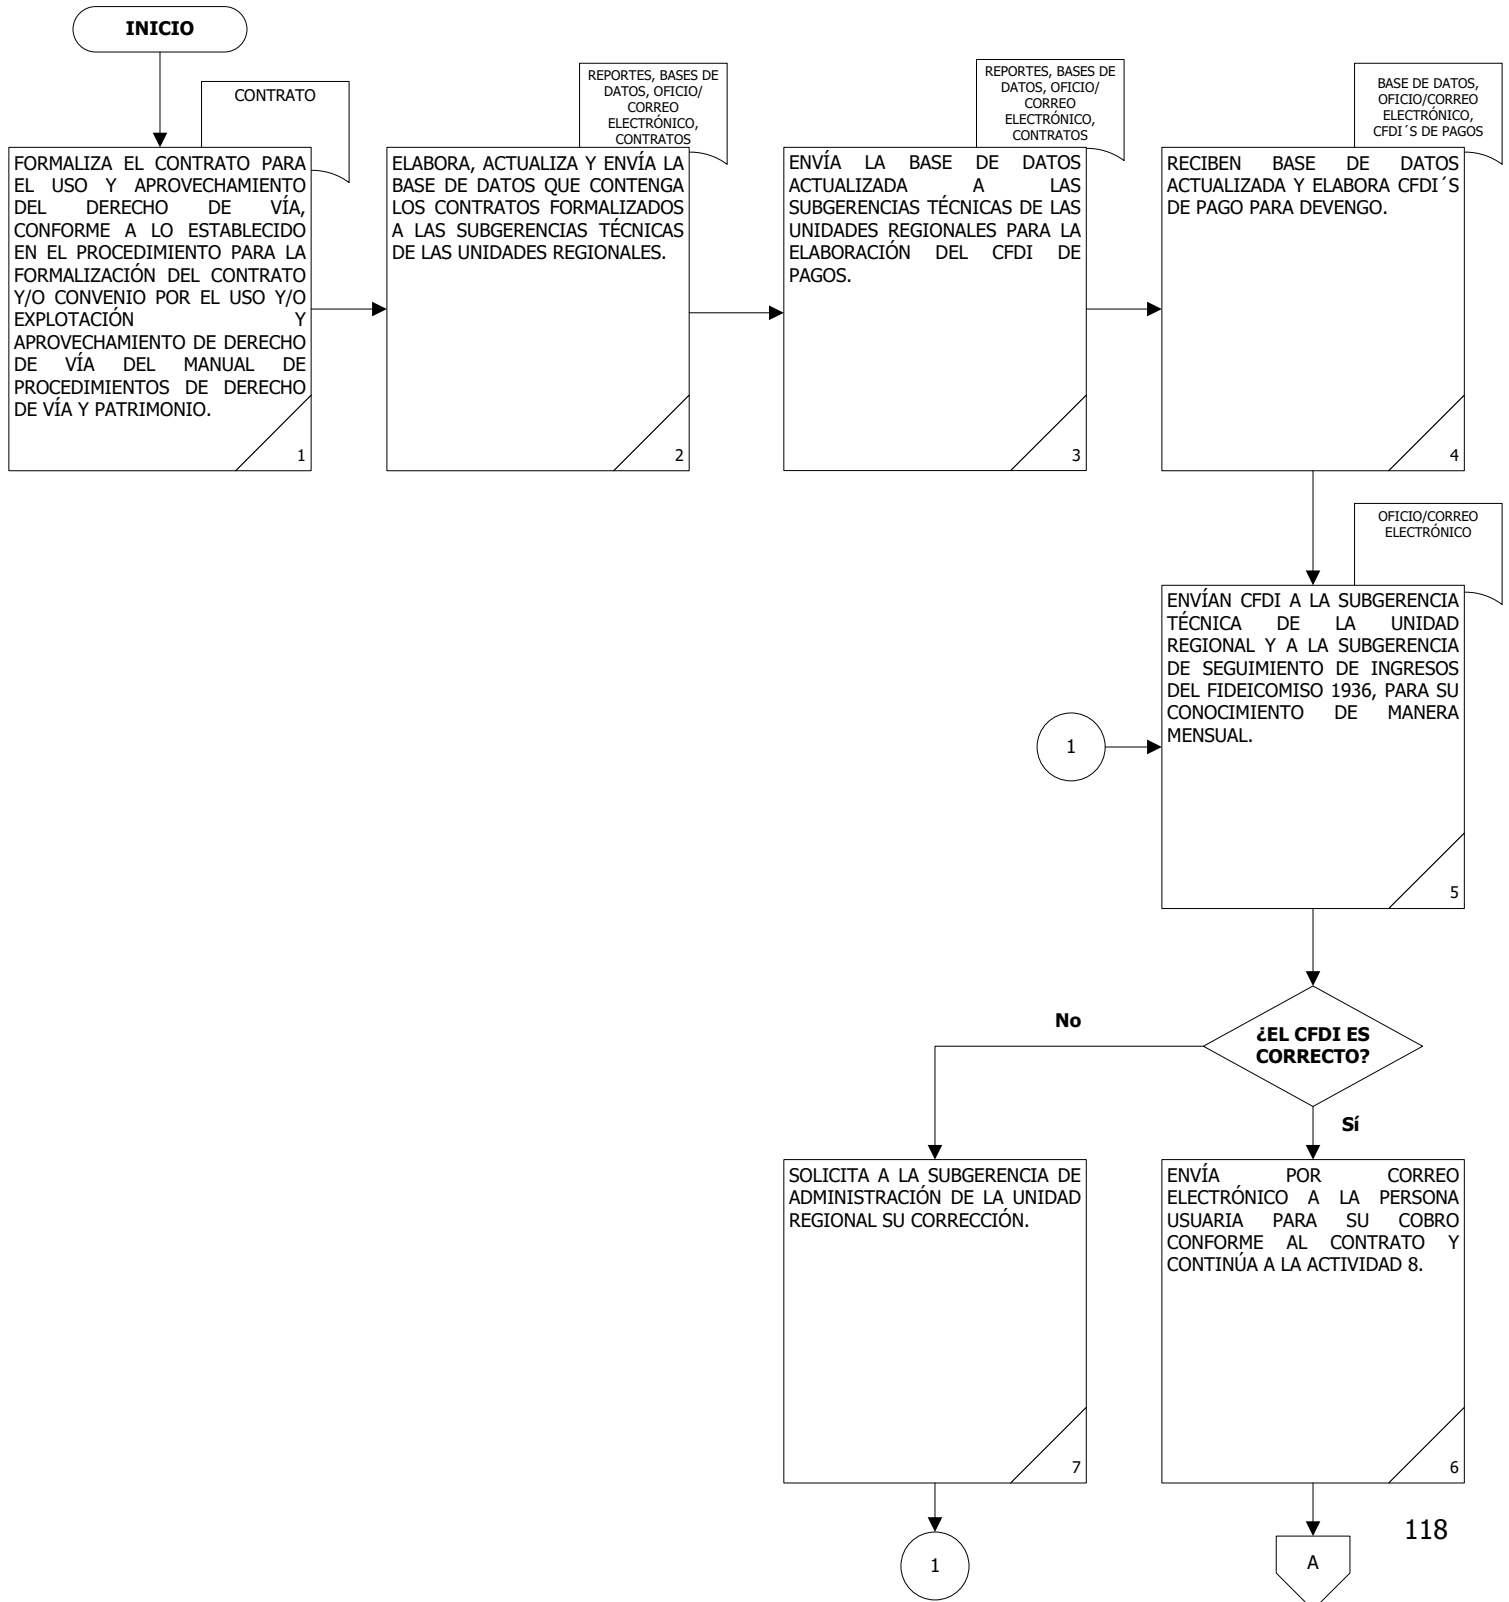 INICIO
CONTRATO
FORMALIZA EL CONTRATO PARA
EL USO Y APROVECHAMIENTO
DEL DERECHO DE VÍA,
CONFORME A LO ESTABLECIDO
EN EL PROCEDIMIENTO PARA LA
FORMALIZACIÓN DEL CONTRATO
Y/O CONVENIO POR EL USO Y/O
EXPLOTACIÓN Y
APROVECHAMIENTO DE DERECHO
DE VÍA DEL MANUAL DE
PROCEDIMIENTOS DE DERECHO
DE VÍA Y PATRIMONIO.
1
REPORTES, BASES DE
DATOS, OFICIO/
CORREO
ELECTRÓNICO,
CONTRATOS
ELABORA, ACTUALIZA Y ENVÍA LA
BASE DE DATOS QUE CONTENGA
LOS CONTRATOS FORMALIZADOS
A LAS SUBGERENCIAS TÉCNICAS
DE LAS UNIDADES REGIONALES.
2
REPORTES, BASES DE
DATOS, OFICIO/
CORREO
ELECTRÓNICO,
CONTRATOS
ENVÍA LA BASE DE DATOS
ACTUALIZADA A LAS
SUBGERENCIAS TÉCNICAS DE LAS
UNIDADES REGIONALES PARA LA
ELABORACIÓN DEL CFDI DE
PAGOS.
3
BASE DE DATOS,
OFICIO/CORREO
ELECTRÓNICO,
CFDI´S DE PAGOS
RECIBEN BASE DE DATOS
ACTUALIZADA Y ELABORA CFDI´S
DE PAGO PARA DEVENGO.
4
OFICIO/CORREO
ELECTRÓNICO
ENVÍAN CFDI A LA SUBGERENCIA
TÉCNICA DE LA UNIDAD
REGIONAL Y A LA SUBGERENCIA
DE SEGUIMIENTO DE INGRESOS
DEL FIDEICOMISO 1936, PARA SU
CONOCIMIENTO DE MANERA
MENSUAL.
5
1
¿EL CFDI ES
CORRECTO?
No
Sí
SOLICITA A LA SUBGERENCIA DE
ADMINISTRACIÓN DE LA UNIDAD
REGIONAL SU CORRECCIÓN.
7
ENVÍA POR CORREO
ELECTRÓNICO A LA PERSONA
USUARIA PARA SU COBRO
CONFORME AL CONTRATO Y
CONTINÚA A LA ACTIVIDAD 8.
6
1
A
118